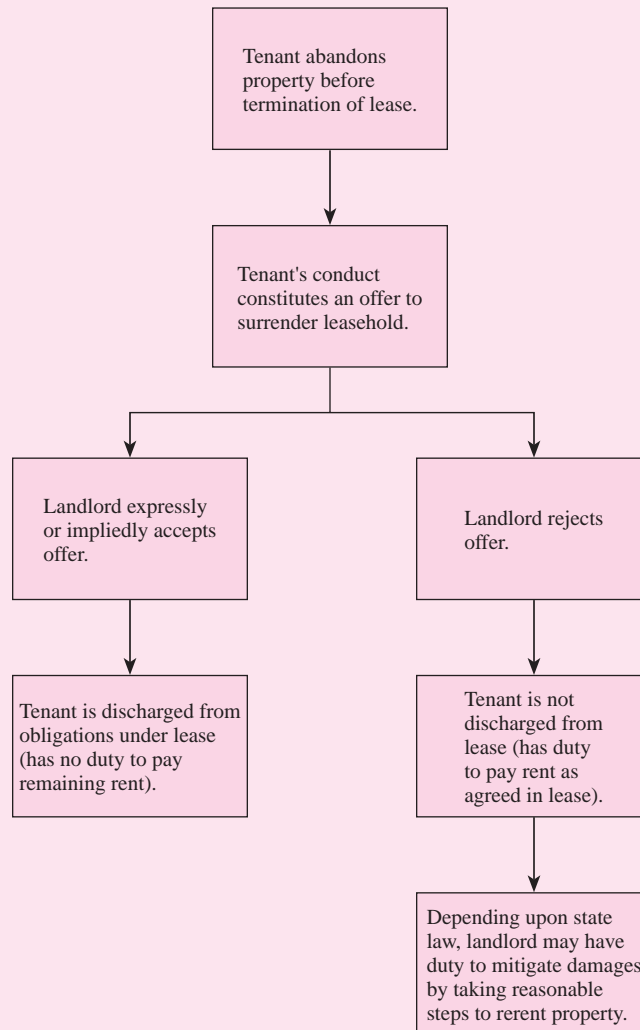 Tenant abandons
property before
termination of lease.
Tenant's conduct
constitutes an offer to
surrender leasehold.
Landlord expressly
or impliedly accepts
offer.
Landlord rejects
offer.
Tenant is discharged from
obligations under lease
(has no duty to pay
remaining rent).
Tenant is not
discharged from
lease (has duty
to pay rent as
agreed in lease).
Depending upon state
law, landlord may have
duty to mitigate damages
by taking reasonable
steps to rerent property.